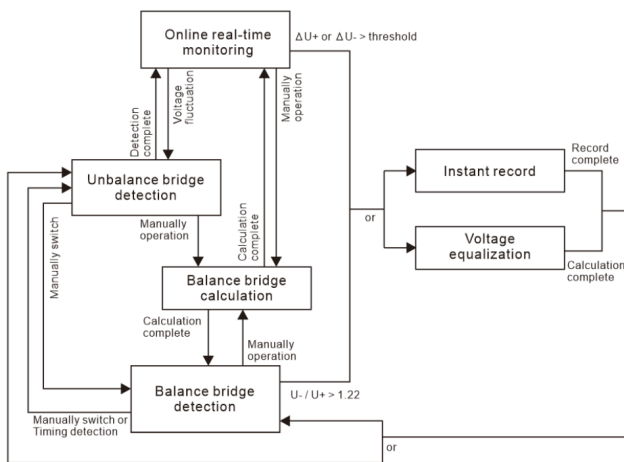 Online real-time
monitoring
ΔU+ or ΔU- > threshold
Detection
complete
Voltage
fluctuation
Calculation
complete
Manually
operation
Unbalance bridge
detection
Manually switch
Manually
operation
Balance bridge
calculation
Calculation
complete
Manually
operation
Balance bridge
detection
U- / U+ > 1.22
Manually switch or
Timing detection
or
Instant record
Record
complete
Voltage
equalization
Calculation
complete
or